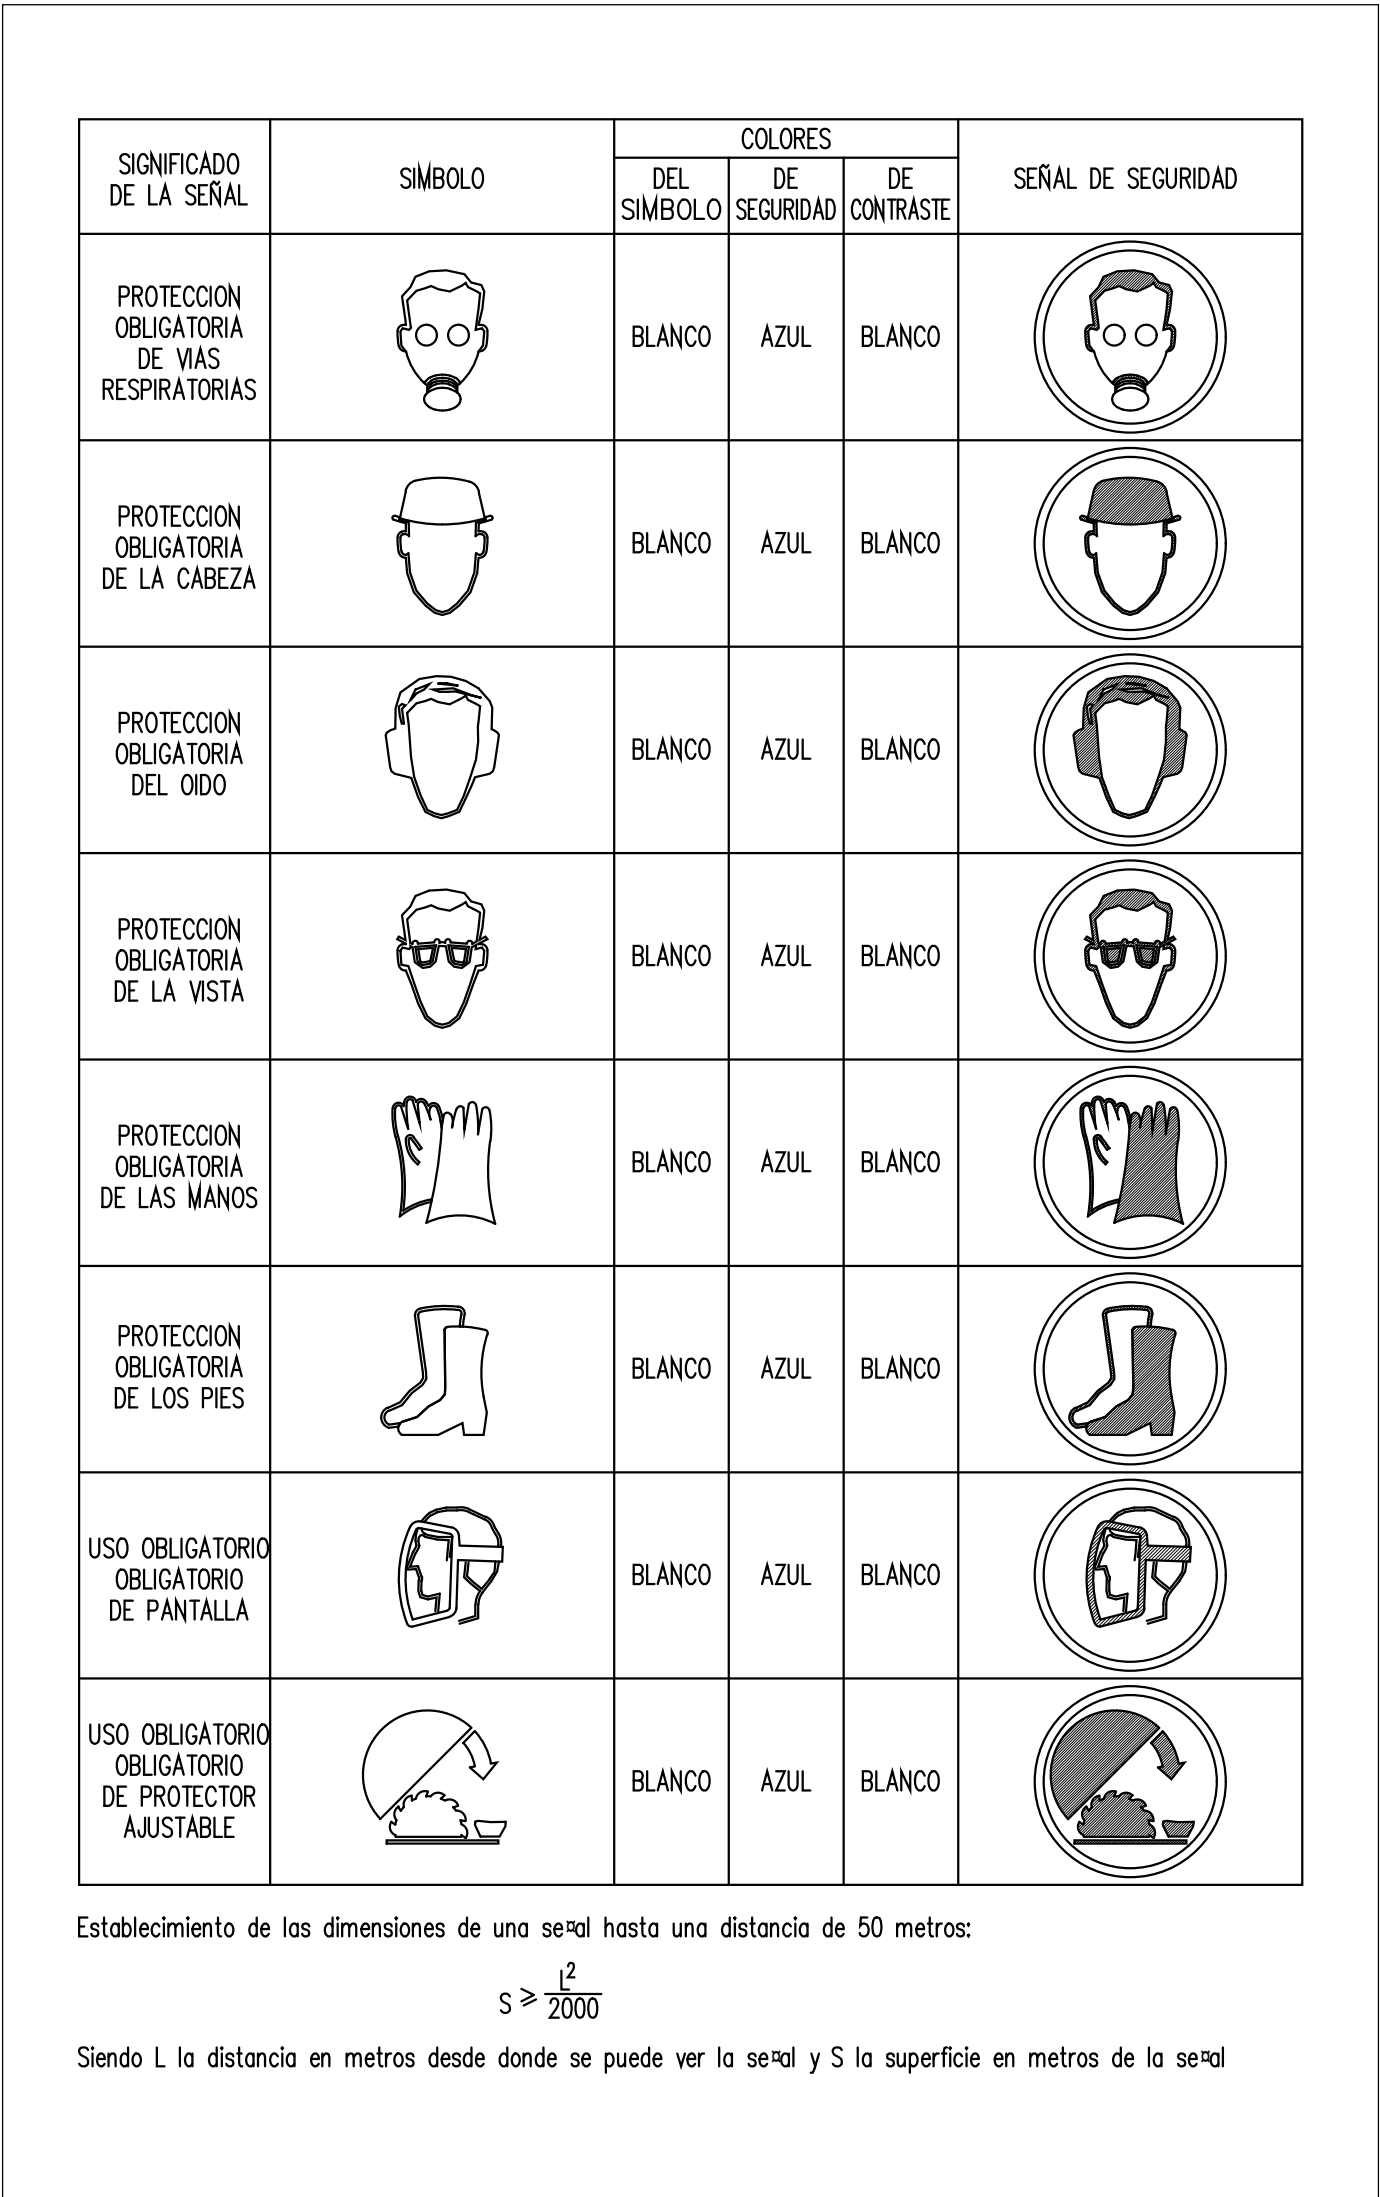 SIGNIFICADO
DE LA SEÑAL
SIMBOLO
COLORES
DEL
SIMBOLO
DE
SEGURIDAD
DE
CONTRASTE
SEÑAL DE SEGURIDAD
PROTECCION
OBLIGATORIA
DE VIAS
RESPIRATORIAS
BLANCO
AZUL
BLANCO
PROTECCION
OBLIGATORIA
DE LA CABEZA
BLANCO
AZUL
BLANCO
PROTECCION
OBLIGATORIA
DEL OIDO
BLANCO
AZUL
BLANCO
PROTECCION
OBLIGATORIA
DE LA VISTA
BLANCO
AZUL
BLANCO
PROTECCION
OBLIGATORIA
DE LAS MANOS
BLANCO
AZUL
BLANCO
PROTECCION
OBLIGATORIA
DE LOS PIES
BLANCO
AZUL
BLANCO
USO OBLIGATORIO
OBLIGATORIO
DE PANTALLA
BLANCO
AZUL
BLANCO
USO OBLIGATORIO
OBLIGATORIO
DE PROTECTOR
AJUSTABLE
BLANCO
AZUL
BLANCO
Establecimiento de las dimensiones de una se¤al hasta una distancia de 50 metros:
S ⩾ L²/2000
Siendo L la distancia en metros desde donde se puede ver la se¤al y S la superficie en metros de la se¤al